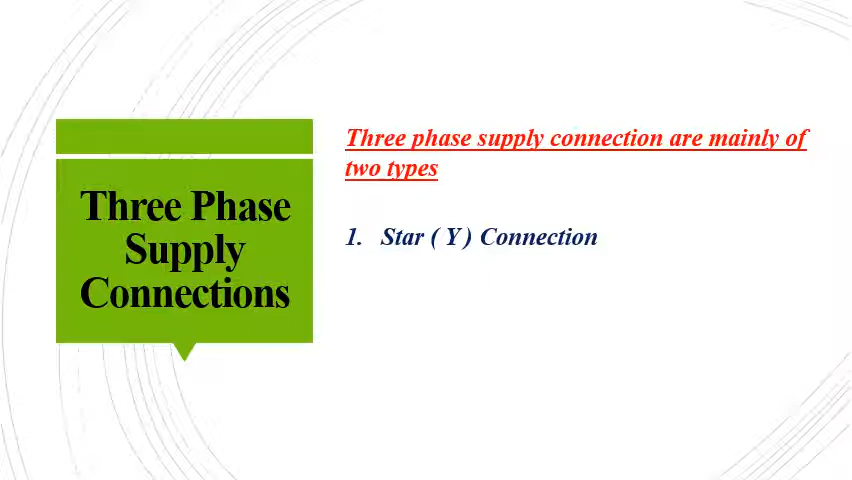 Three Phase
Supply
Connections
Three phase supply connection are mainly of
two types
1. Star ( Y ) Connection